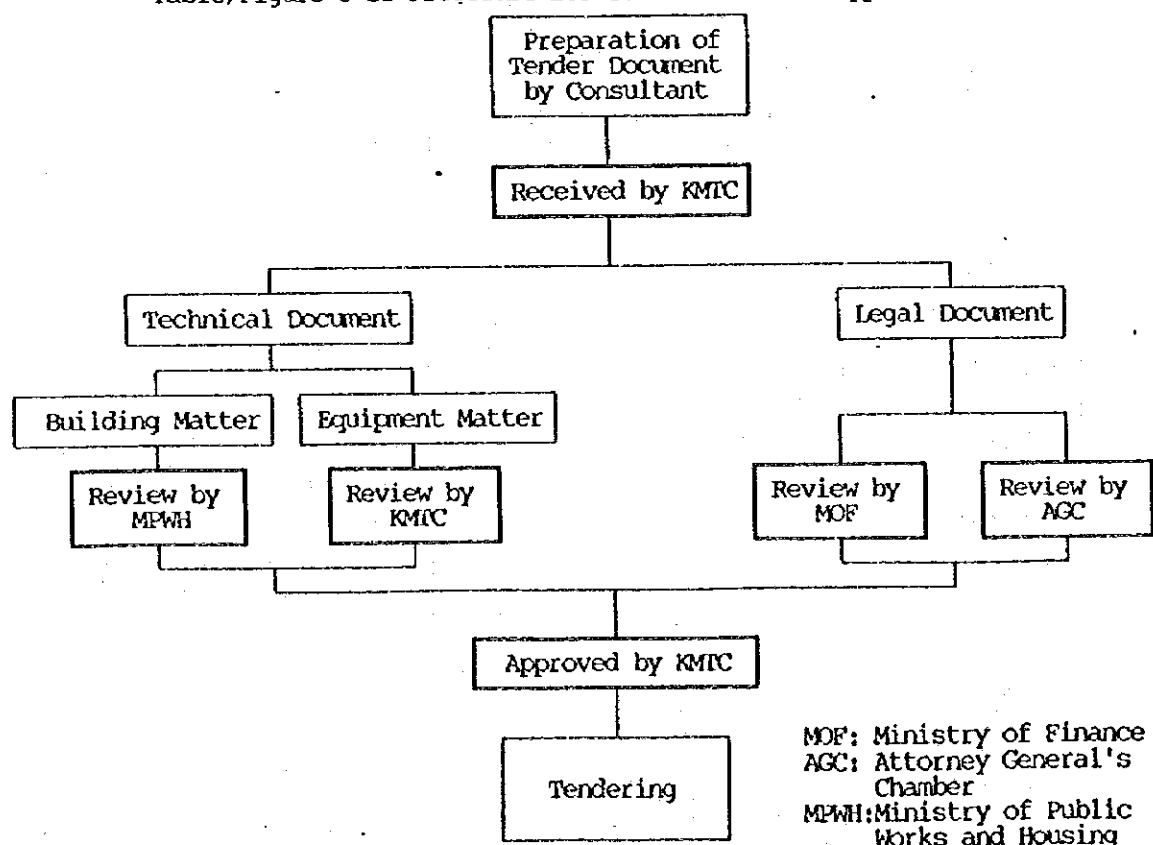 Preparation of
Tender Document
by Consultant
Received by KMTC
Technical Document
Legal Document
Building Matter
Equipment Matter
Review by
MPWH
Review by
KMTC
Review by
MOF
Review by
AGC
Approved by KMTC
Tendering
MOF: Ministry of Finance
AGC: Attorney General's
Chamber
MPWH:Ministry of Public
Works and Housing